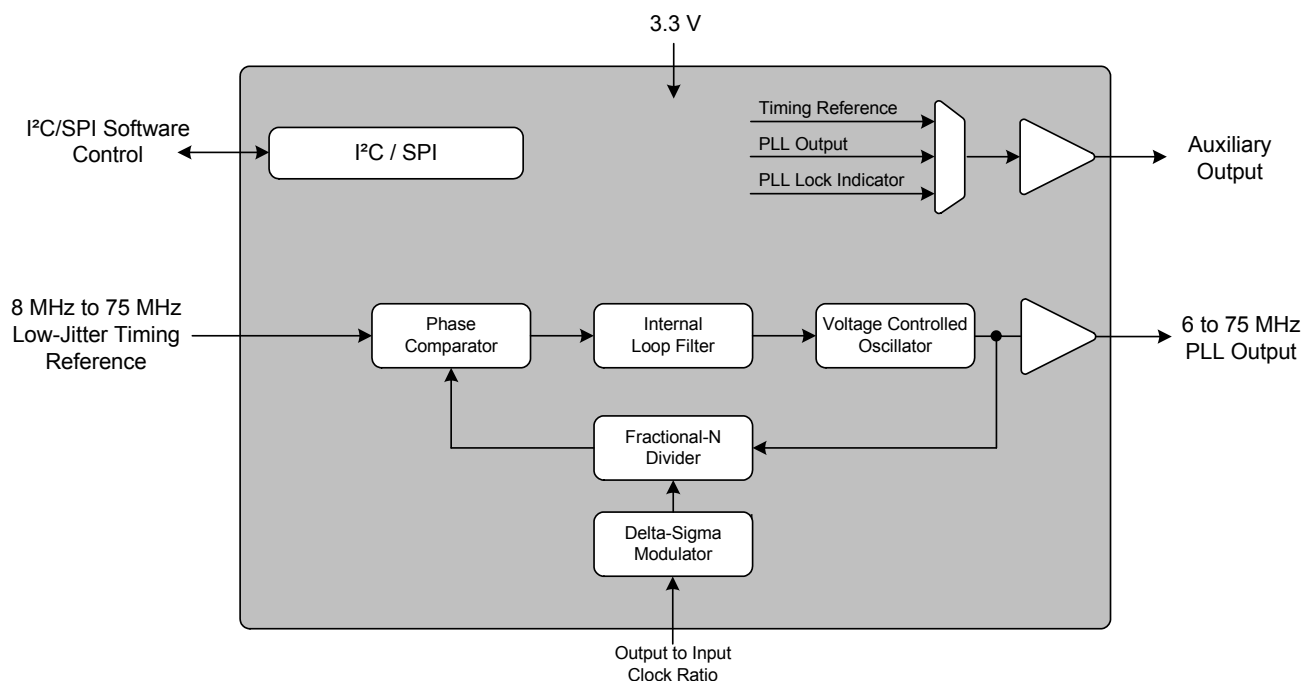 3.3 V
I²C/SPI Software
Control
I²C / SPI
Timing Reference
PLL Output
PLL Lock Indicator
Auxiliary
Output
8 MHz to 75 MHz
Low-Jitter Timing
Reference
Phase
Comparator
Internal
Loop Filter
Voltage Controlled
Oscillator
6 to 75 MHz
PLL Output
Fractional-N
Divider
Delta-Sigma
Modulator
Output to Input
Clock Ratio